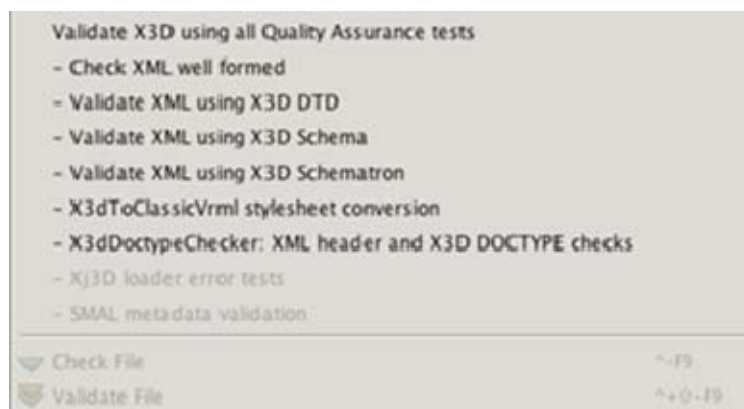 Validate X3D using all Quality Assurance tests
- Check XML well formed
- Validate XML using X3D DTD
- Validate XML using X3D Schema
- Validate XML using X3D Schematron
- X3dToClassicVrml stylesheet conversion
- X3dDoctypeChecker: XML header and X3D DOCTYPE checks
- Xj3D loader error tests
- SMAL metadata validation
Check File ^-F9
Validate File